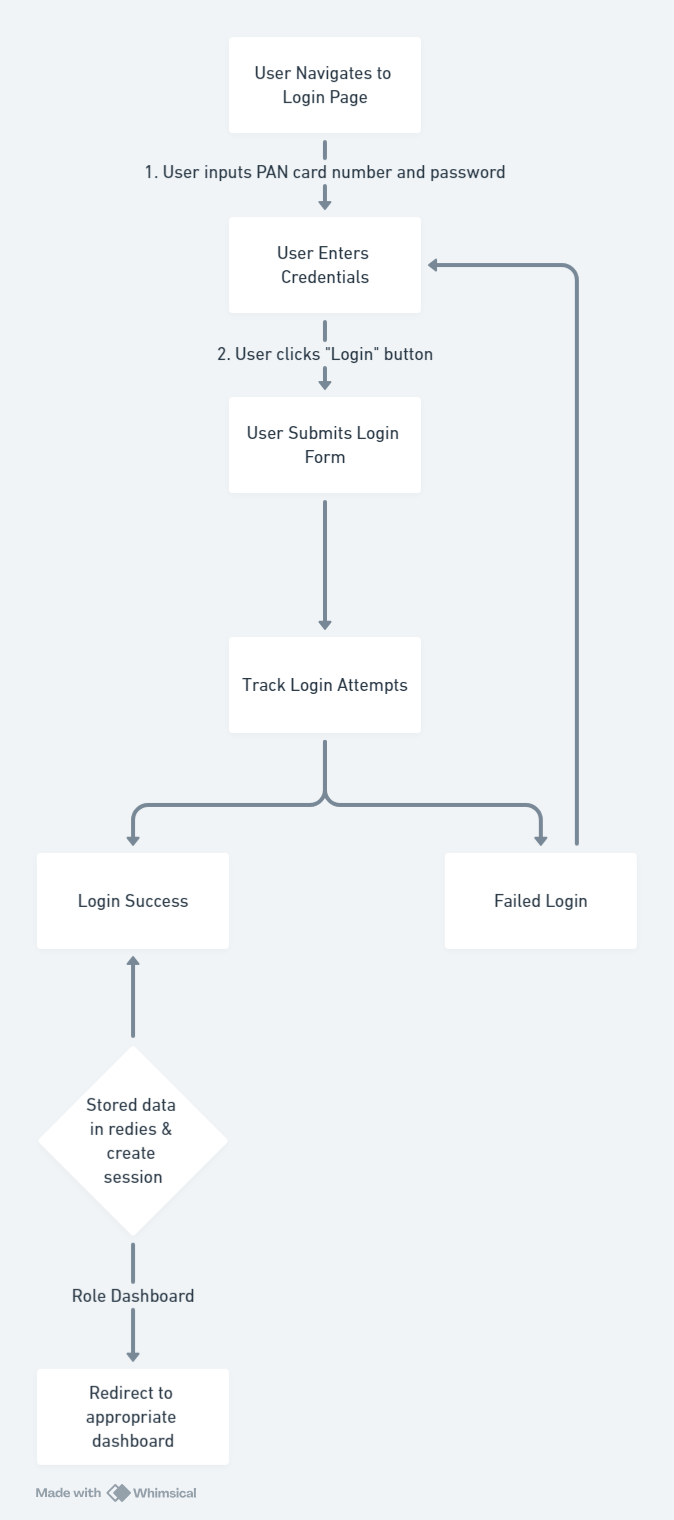 User Navigates to
Login Page
1. User inputs PAN card number and password
User Enters
Credentials
2. User clicks "Login" button
User Submits Login
Form
Track Login Attempts
Login Success
Failed Login
Stored data
in redies &
create
session
Role Dashboard
Redirect to
appropriate
dashboard
Made with Whimsical